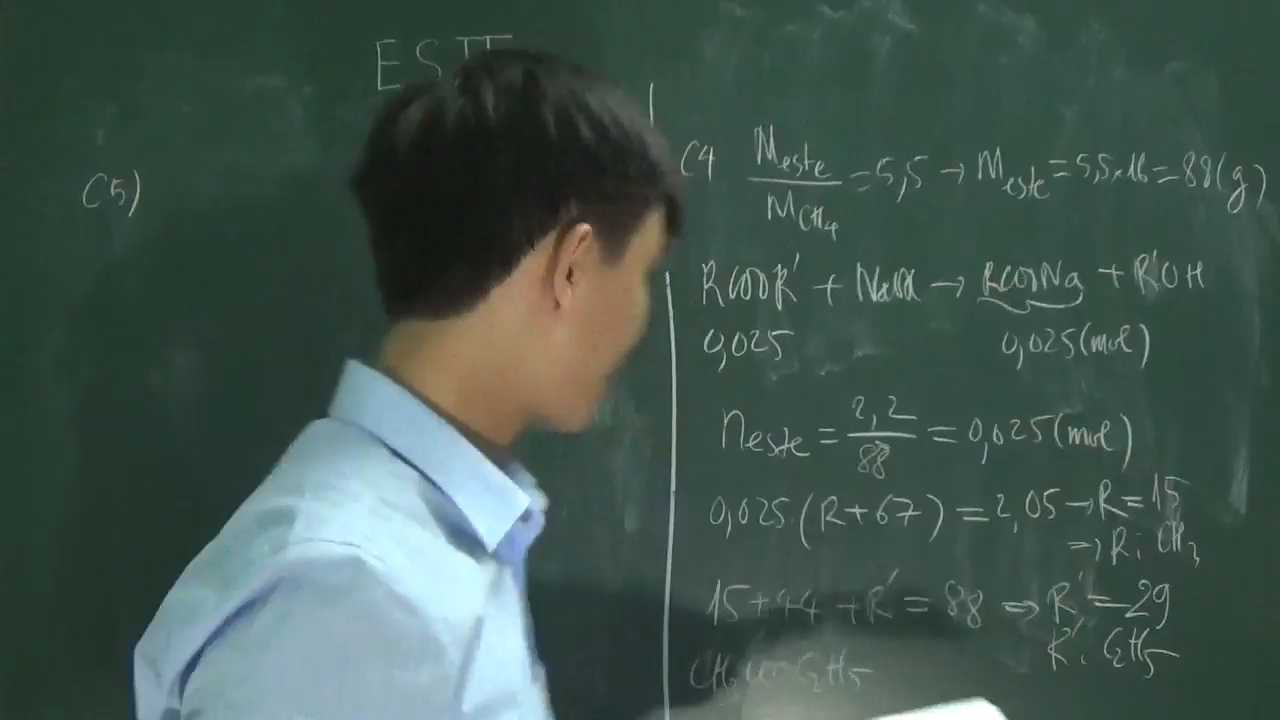 ESTE
C5)
C4 Meste/MCH4 = 5,5 → Meste = 5,5 x 16 = 88(g)
RCOOR' + NaOH → RCOONa + R'OH
0,025 0,025(mol)
neste = 2,2/88 = 0,025(mol)
0,025.(R+67) = 2,05 → R = 15
⇒ R: CH3
15+44+R' = 88 ⇒ R' = 29
R': C2H5
CH3COOC2H5